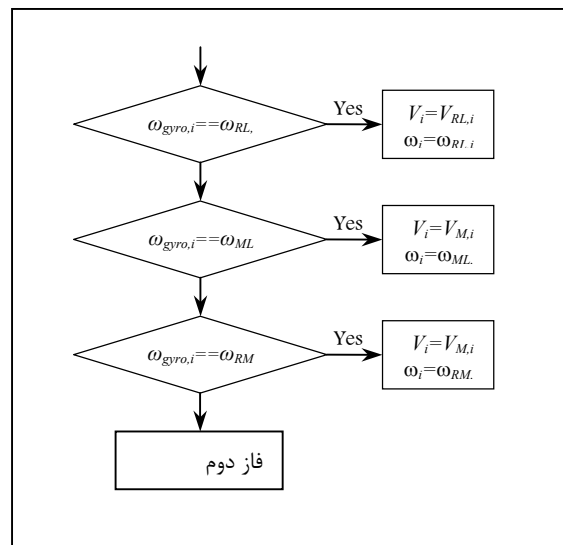 ω_gyro,i==ω_RL,
Yes
V_i=V_RL,i
ω_i=ω_RL,i
ω_gyro,i==ω_ML
Yes
V_i=V_M,i
ω_i=ω_ML.
ω_gyro,i==ω_RM
Yes
V_i=V_M,i
ω_i=ω_RM.
فاز دوم